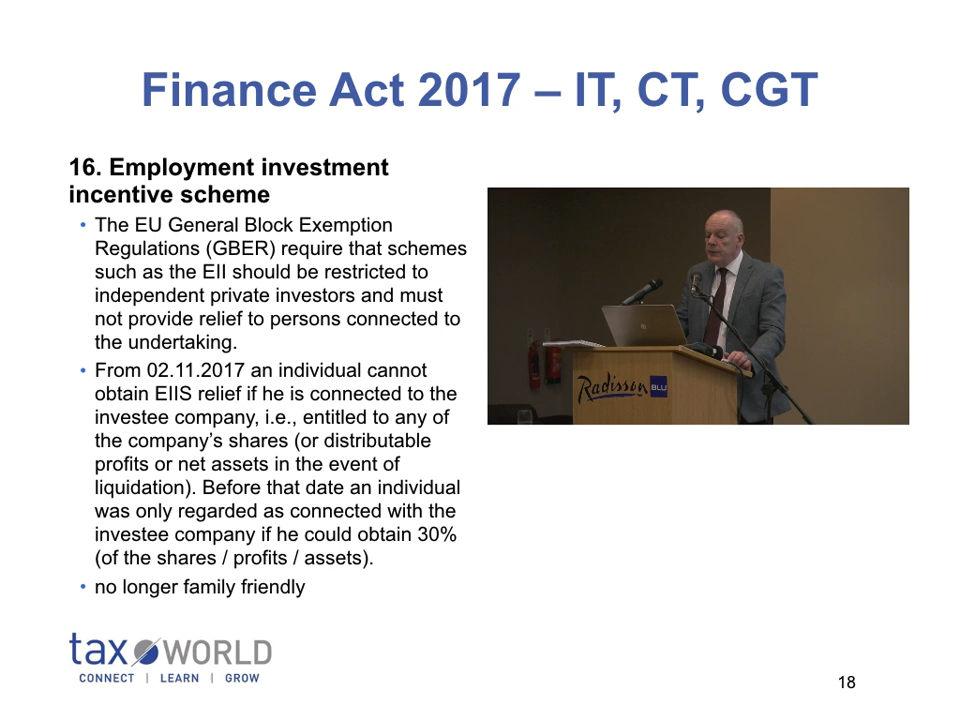 Finance Act 2017 – IT, CT, CGT
16. Employment investment
incentive scheme
• The EU General Block Exemption
Regulations (GBER) require that schemes
such as the EII should be restricted to
independent private investors and must
not provide relief to persons connected to
the undertaking.
• From 02.11.2017 an individual cannot
obtain EIIS relief if he is connected to the
investee company, i.e., entitled to any of
the company’s shares (or distributable
profits or net assets in the event of
liquidation). Before that date an individual
was only regarded as connected with the
investee company if he could obtain 30%
(of the shares / profits / assets).
• no longer family friendly
Radisson BLU
tax WORLD
CONNECT | LEARN | GROW
18